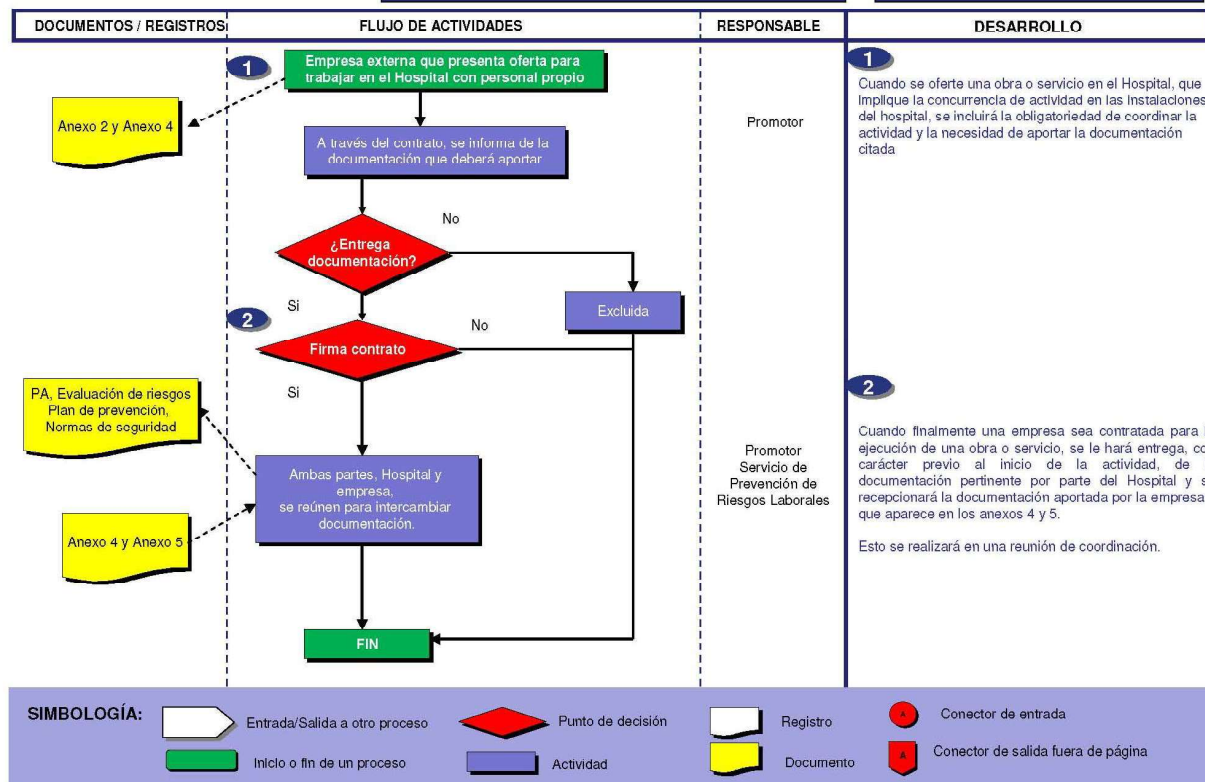 DOCUMENTOS / REGISTROS
FLUJO DE ACTIVIDADES
RESPONSABLE
DESARROLLO
1
Empresa externa que presenta oferta para
trabajar en el Hospital con personal propio
Anexo 2 y Anexo 4
A través del contrato, se informa de la
documentación que deberá aportar
Promotor
1
Cuando se oferte una obra o servicio en el Hospital, que
implique la concurrencia de actividad en las instalaciones
del hospital, se incluirá la obligatoriedad de coordinar la
actividad y la necesidad de aportar la documentación
citada
No
¿Entrega
documentación?
Si
Excluida
2
No
Firma contrato
Si
PA, Evaluación de riesgos
Plan de prevención,
Normas de seguridad
Ambas partes, Hospital y
empresa,
se reúnen para intercambiar
documentación.
Anexo 4 y Anexo 5
Promotor
Servicio de
Prevención de
Riesgos Laborales
2
Cuando finalmente una empresa sea contratada para
ejecución de una obra o servicio, se le hará entrega,
carácter previo al inicio de la actividad, de
documentación pertinente por parte del Hospital y
recepcionará la documentación aportada por la empresa
que aparece en los anexos 4 y 5.
Esto se realizará en una reunión de coordinación.
FIN
SIMBOLOGÍA:
Entrada/Salida a otro proceso
Punto de decisión
Registro
A
Conector de entrada
Inicio o fin de un proceso
Actividad
Documento
A
Conector de salida fuera de página